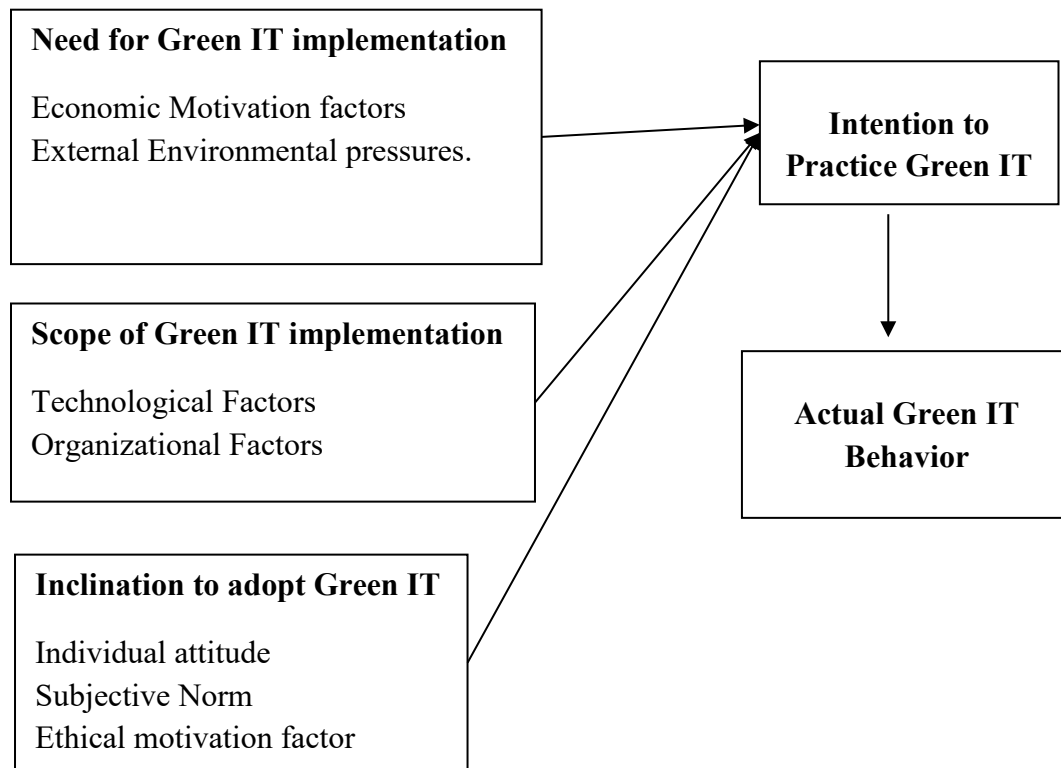 Need for Green IT implementation
Economic Motivation factors
External Environmental pressures.
Scope of Green IT implementation
Technological Factors
Organizational Factors
Inclination to adopt Green IT
Individual attitude
Subjective Norm
Ethical motivation factor
Intention to
Practice Green IT
Actual Green IT
Behavior